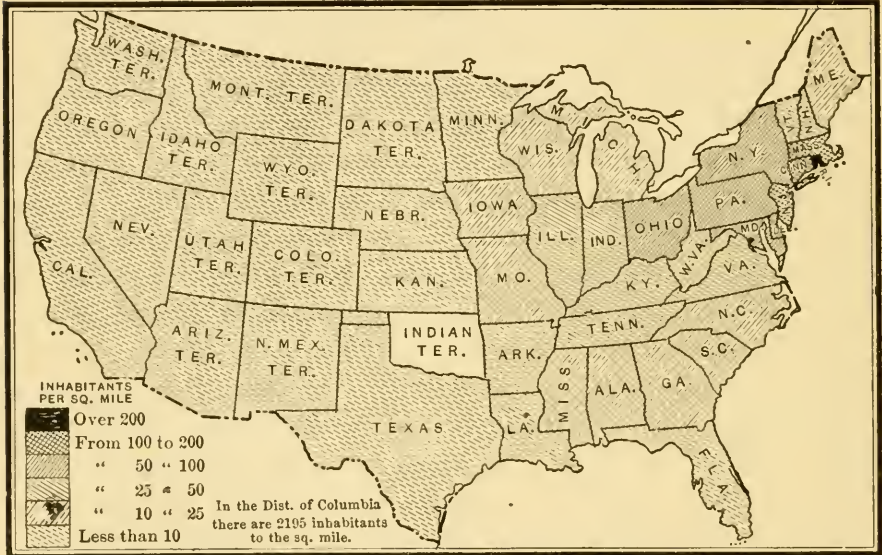 WASH. TER.
MONT. TER.
DAKOTA TER.
MINN.
ME.
OREGON
IDAHO TER.
WYO. TER.
WIS.
MICH
VT.
N.H.
MASS.
N.Y.
CONN.
R.I.
NEV.
UTAH TER.
COLO. TER.
NEBR.
IOWA
ILL.
IND.
OHIO
PA.
N.J.
MD.
DEL
CAL.
KAN.
MO.
KY.
W.VA.
VA.
ARIZ. TER.
N. MEX. TER.
INDIAN TER.
ARK.
TENN.
N.C.
S.C.
TEXAS
LA.
MISS
ALA.
GA.
FLA.
INHABITANTS
PER SQ. MILE
Over 200
From 100 to 200
“ 50 “ 100
“ 25 “ 50
“ 10 “ 25
Less than 10
In the Dist. of Columbia
there are 2195 inhabitants
to the sq. mile.